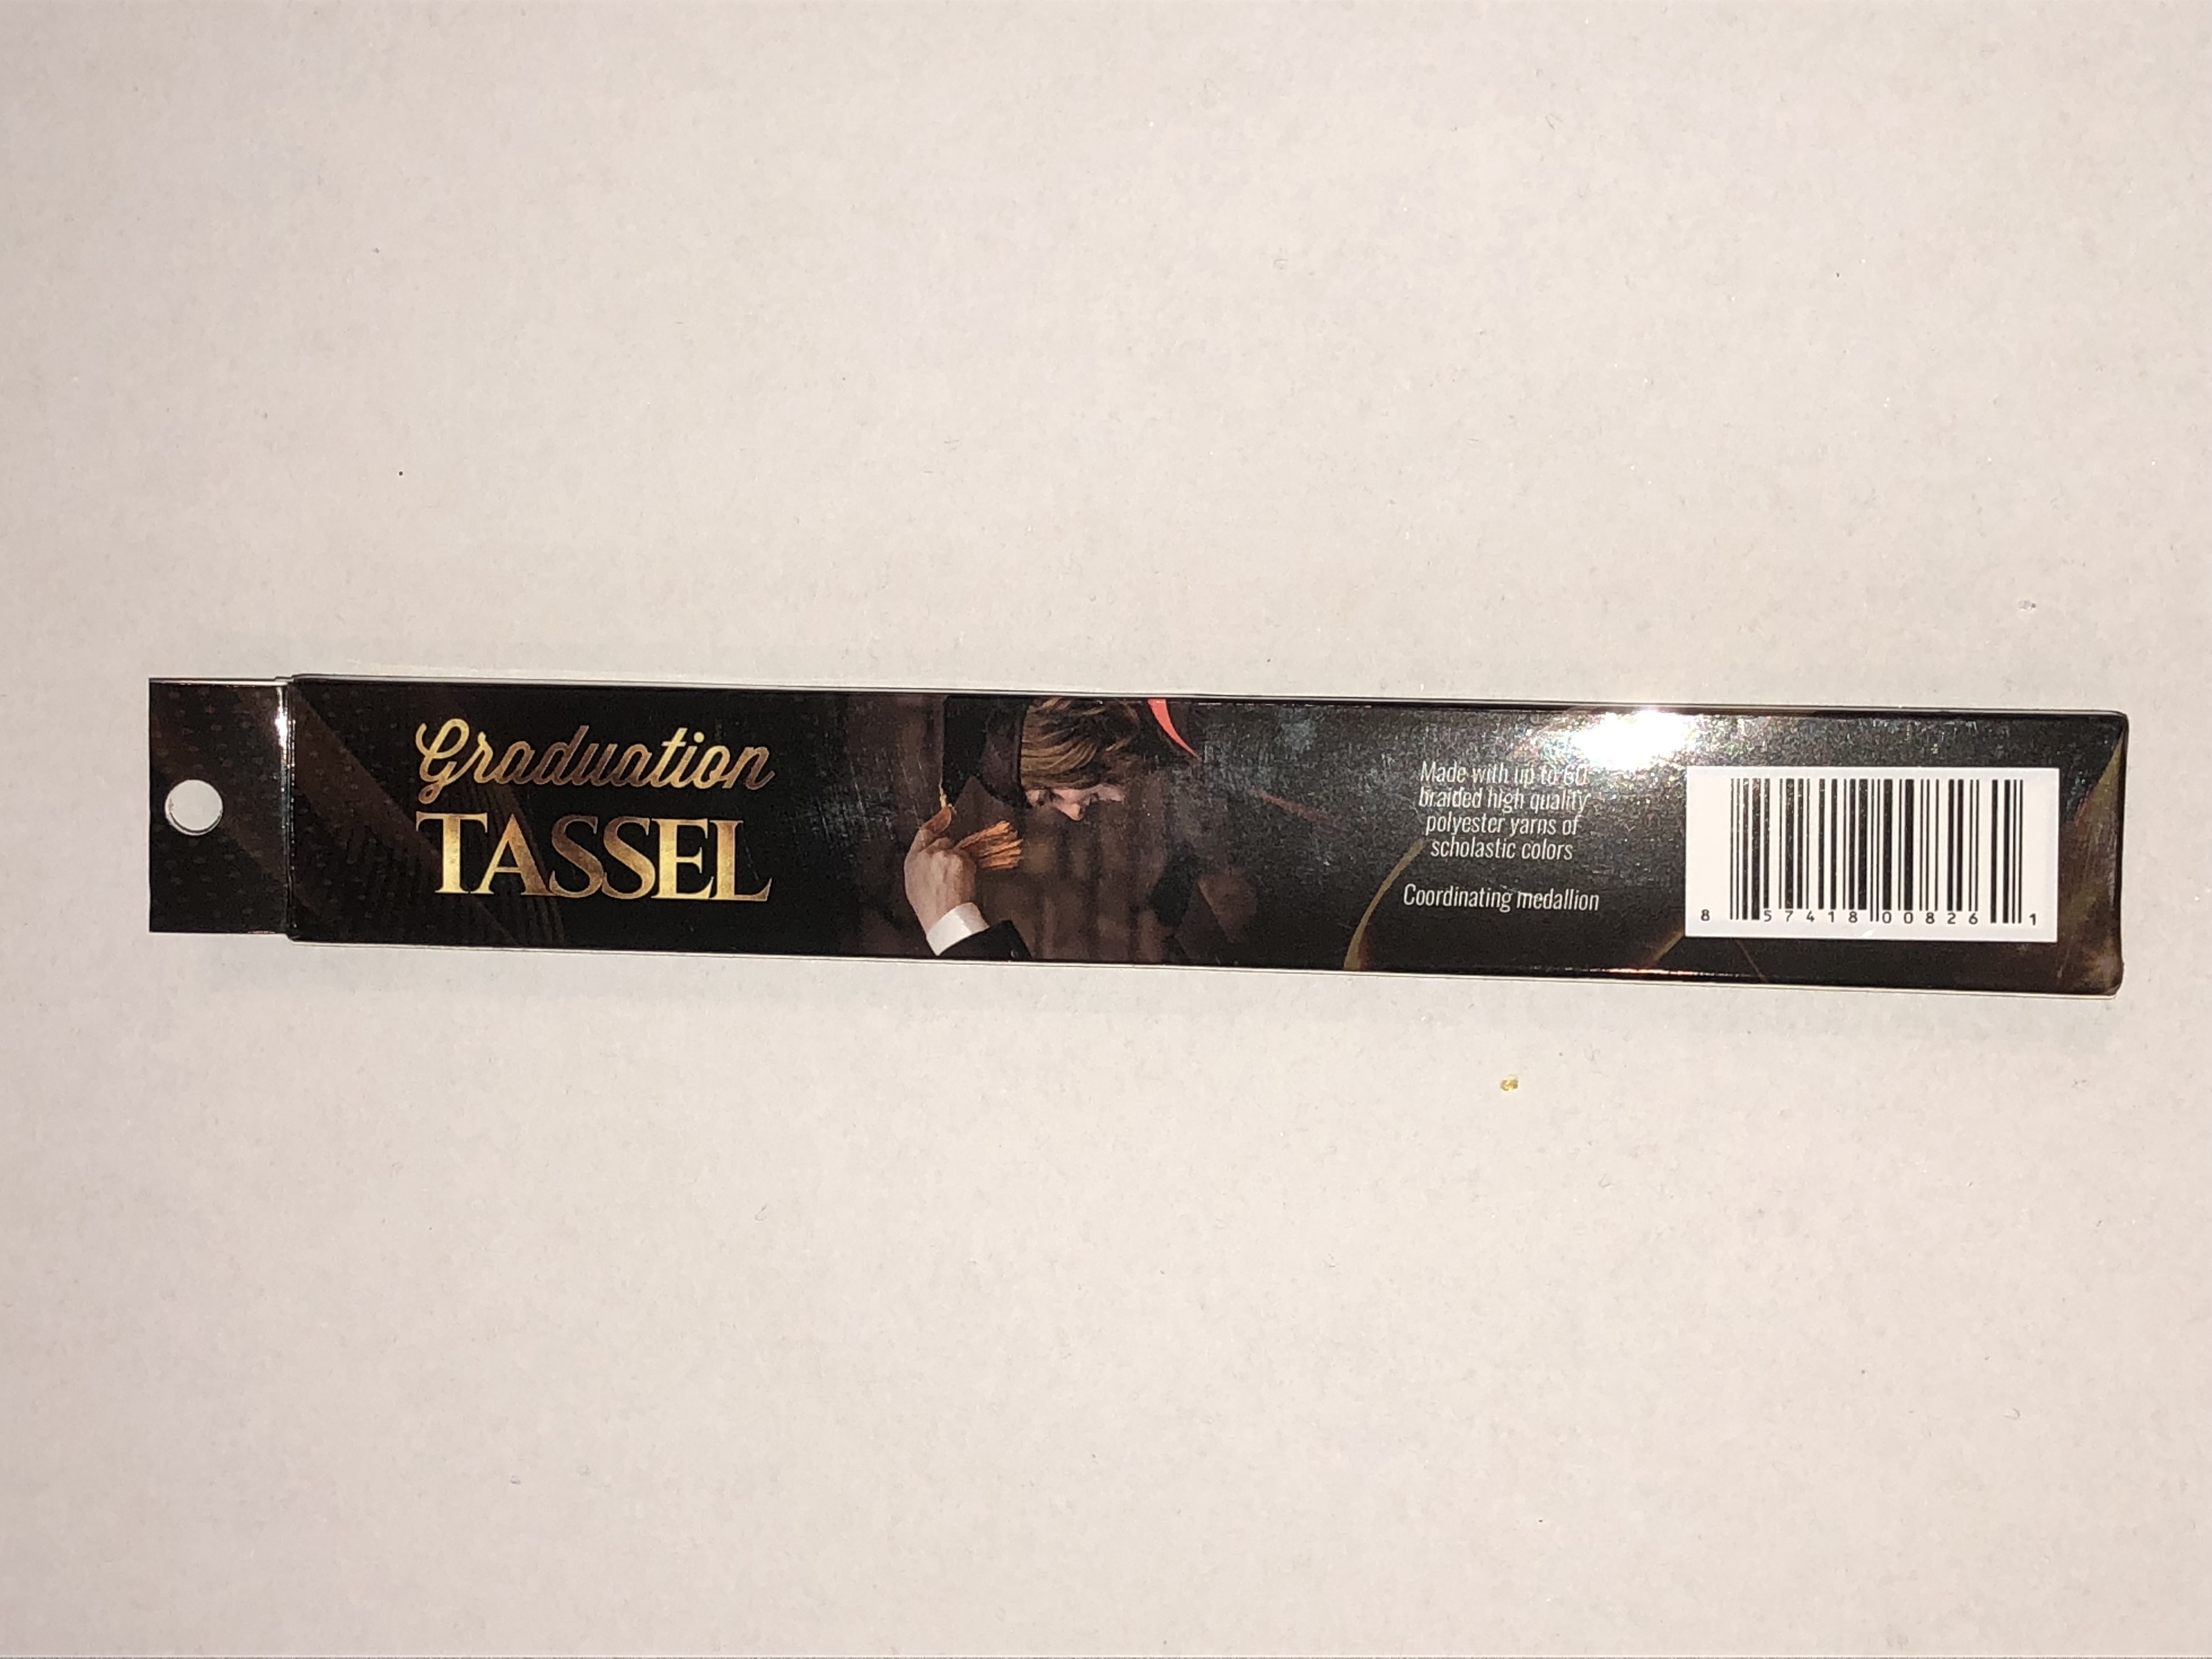 Graduation
TASSEL
Made with up to 60
braided high quality
polyester yarns of
scholastic colors
Coordinating medallion
8 57418 00826 1